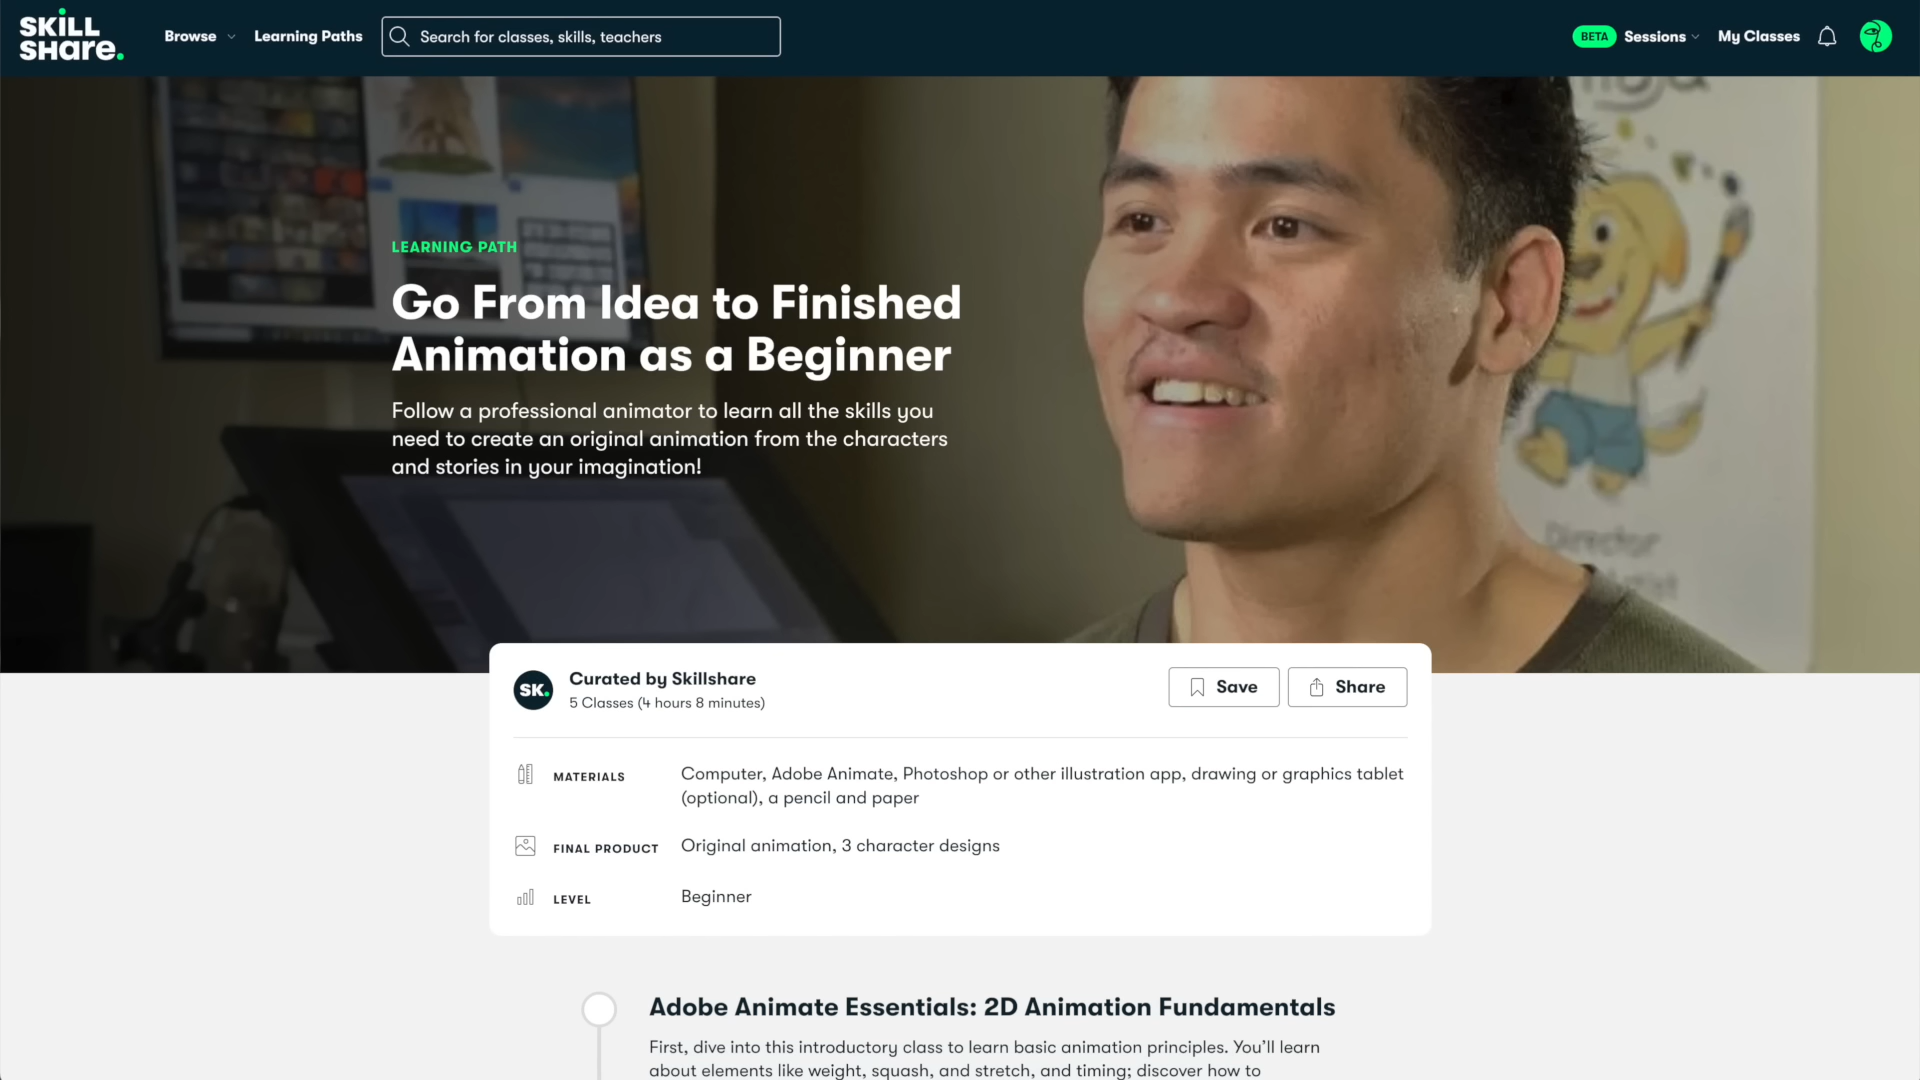 SKILL
SHARE.
Browse
Learning Paths
Search for classes, skills, teachers
BETA
Sessions
My Classes
LEARNING PATH
Go From Idea to Finished
Animation as a Beginner
Follow a professional animator to learn all the skills you
need to create an original animation from the characters
and stories in your imagination!
Director
Curated by Skillshare
5 Classes (4 hours 8 minutes)
SK.
Save
Share
MATERIALS
Computer, Adobe Animate, Photoshop or other illustration app, drawing or graphics tablet
(optional), a pencil and paper
FINAL PRODUCT
Original animation, 3 character designs
LEVEL
Beginner
Adobe Animate Essentials: 2D Animation Fundamentals
First, dive into this introductory class to learn basic animation principles. You’ll learn
about elements like weight, squash, and stretch, and timing; discover how to